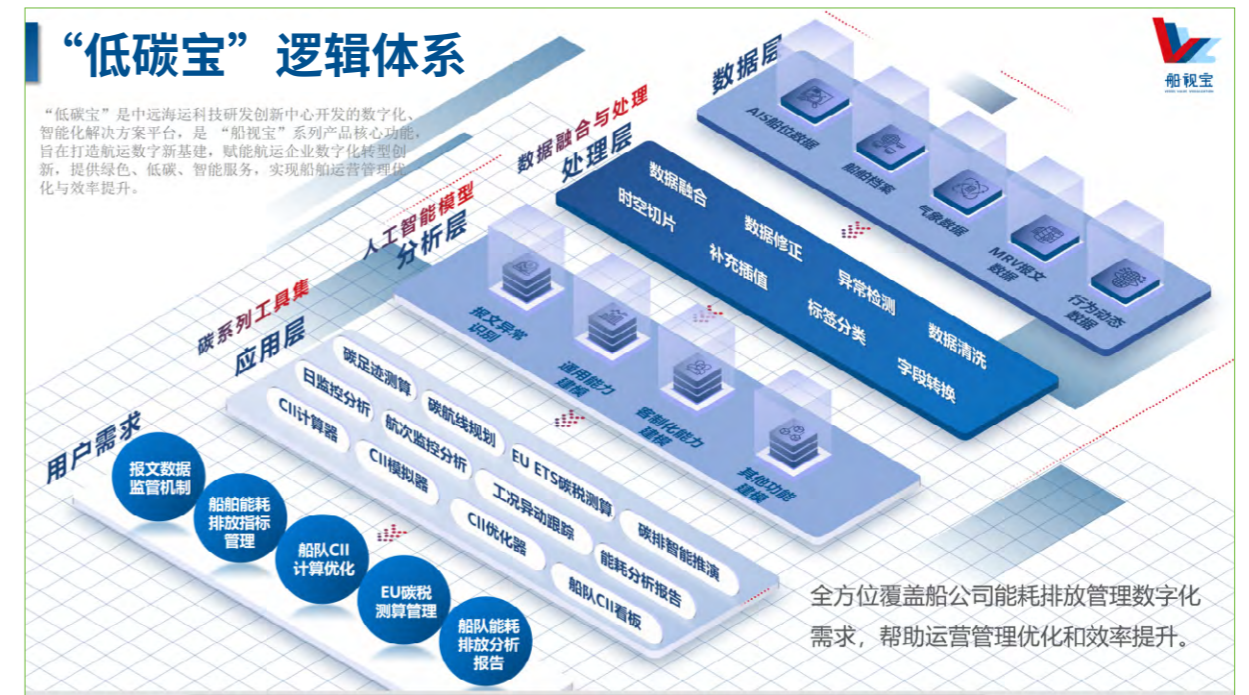 “低碳宝”逻辑体系
“低碳宝”是中远海运科技研发创新中心开发的数字化、
智能化解决方案平台，是 “船视宝”系列产品核心功能，
旨在打造航运数字新基建，赋能航运企业数字化转型创
新，提供绿色、低碳、智能服务，实现船舶运营管理优
化与效率提升。
船视宝
数据层
AIS船位数据
船舶档案
气象数据
MRV报文
数据
行为动态
数据
数据融合与处理
处理层
数据融合
数据修正
异常检测
数据清洗
时空切片
补充插值
标签分类
字段转换
人工智能模型
分析层
报文异常
识别
通用能力
建模
客制化能力
建模
其他功能
建模
碳系列工具集
应用层
碳足迹测算
碳航线规划
EU ETS碳税测算
碳排智能推演
日监控分析
航次监控分析
工况异动跟踪
能耗分析报告
CII计算器
CII模拟器
CII优化器
船队CII看板
用户需求
报文数据
监管机制
船舶能耗
排放指标
管理
船队CII
计算优化
EU碳税
测算管理
船队能耗
排放分析
报告
全方位覆盖船公司能耗排放管理数字化
需求，帮助运营管理优化和效率提升。